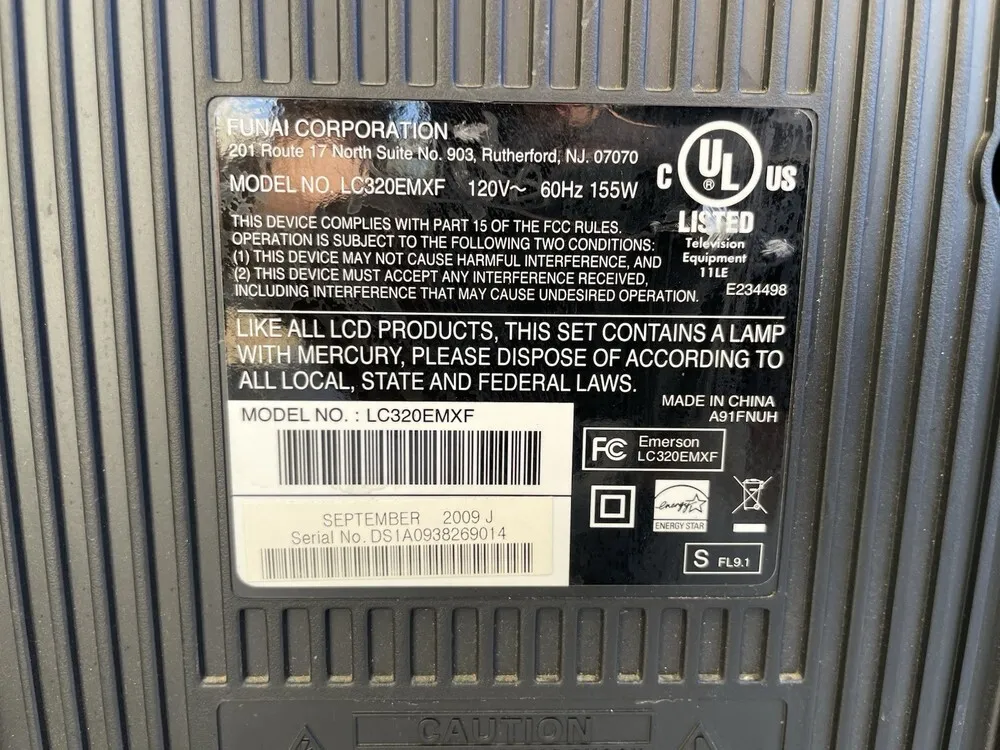 FUNAI CORPORATION
201 Route 17 North Suite No. 903, Rutherford, NJ. 07070
MODEL NO. LC320EMXF 120V~ 60Hz 155W
C UL ® US
LISTED
Television
Equipment
11LE
E234498
THIS DEVICE COMPLIES WITH PART 15 OF THE FCC RULES.
OPERATION IS SUBJECT TO THE FOLLOWING TWO CONDITIONS:
(1) THIS DEVICE MAY NOT CAUSE HARMFUL INTERFERENCE, AND
(2) THIS DEVICE MUST ACCEPT ANY INTERFERENCE RECEIVED,
INCLUDING INTERFERENCE THAT MAY CAUSE UNDESIRED OPERATION.
LIKE ALL LCD PRODUCTS, THIS SET CONTAINS A LAMP
WITH MERCURY, PLEASE DISPOSE OF ACCORDING TO
ALL LOCAL, STATE AND FEDERAL LAWS.
MADE IN CHINA
A91FNUH
MODEL NO. : LC320EMXF
FC Emerson
LC320EMXF
energy
ENERGY STAR
SEPTEMBER 2009 J
Serial No. DS1A0938269014
S FL9.1
CAUTION